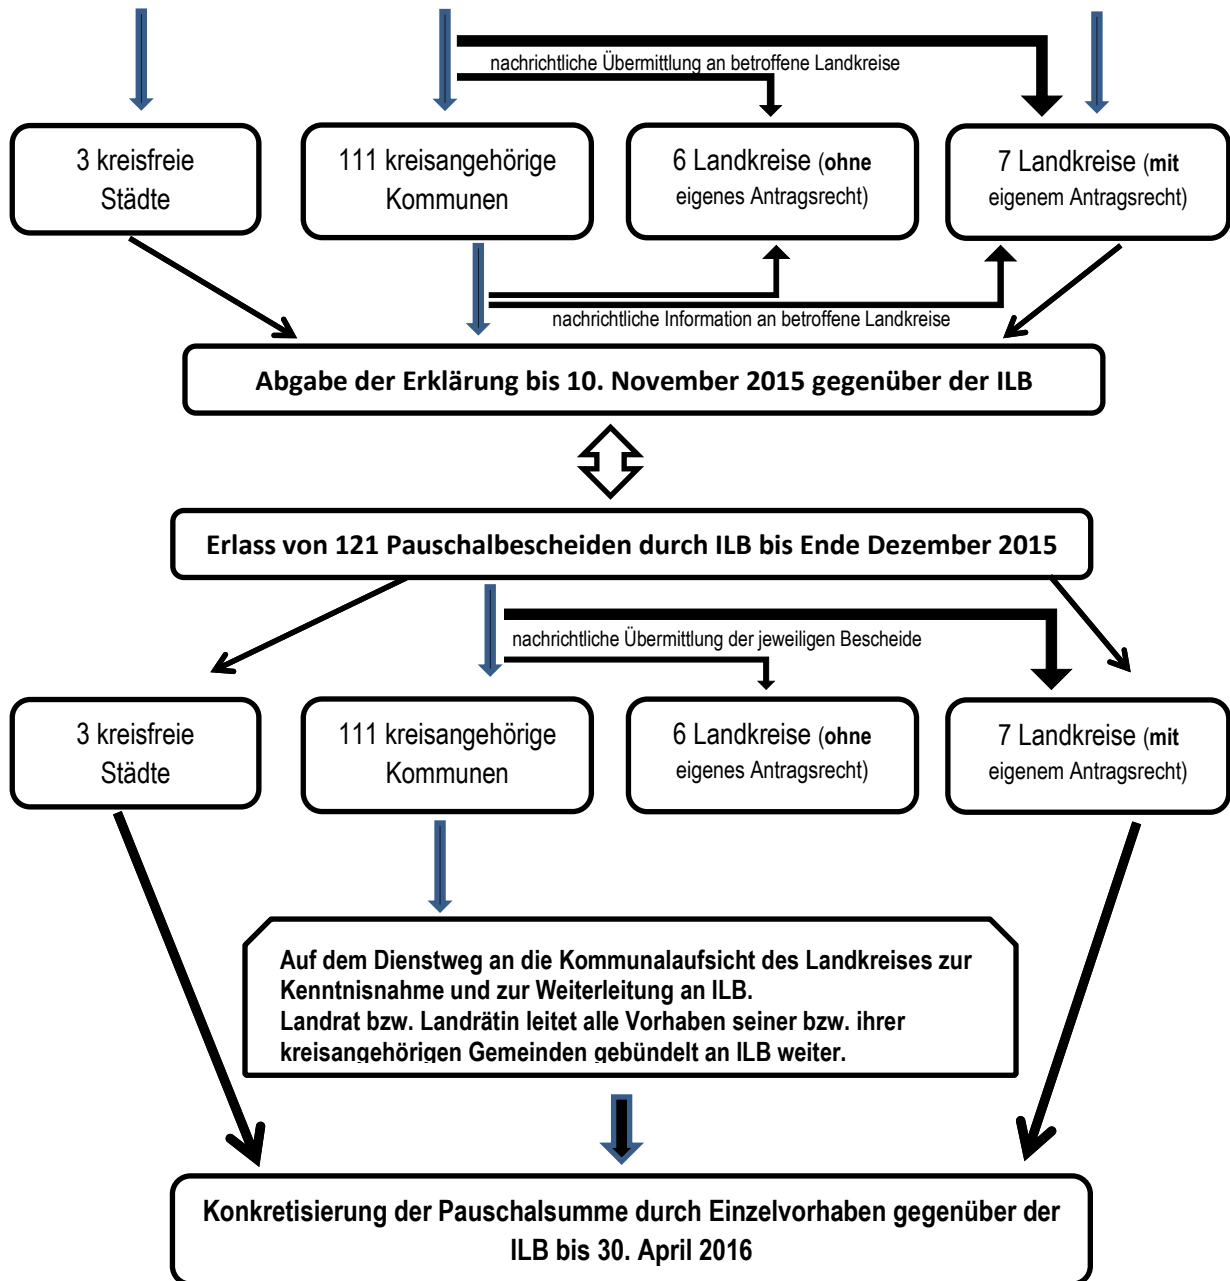 nachrichtliche Übermittlung an betroffene Landkreise
3 kreisfreie
Städte
111 kreisangehörige
Kommunen
6 Landkreise (ohne
eigenes Antragsrecht)
7 Landkreise (mit
eigenem Antragsrecht)
nachrichtliche Information an betroffene Landkreise
Abgabe der Erklärung bis 10. November 2015 gegenüber der ILB
Erlass von 121 Pauschalbescheiden durch ILB bis Ende Dezember 2015
nachrichtliche Übermittlung der jeweiligen Bescheide
3 kreisfreie
Städte
111 kreisangehörige
Kommunen
6 Landkreise (ohne
eigenes Antragsrecht)
7 Landkreise (mit
eigenem Antragsrecht)
Auf dem Dienstweg an die Kommunalaufsicht des Landkreises zur
Kenntnisnahme und zur Weiterleitung an ILB.
Landrat bzw. Landrätin leitet alle Vorhaben seiner bzw. ihrer
kreisangehörigen Gemeinden gebündelt an ILB weiter.
Konkretisierung der Pauschalsumme durch Einzelvorhaben gegenüber der
ILB bis 30. April 2016